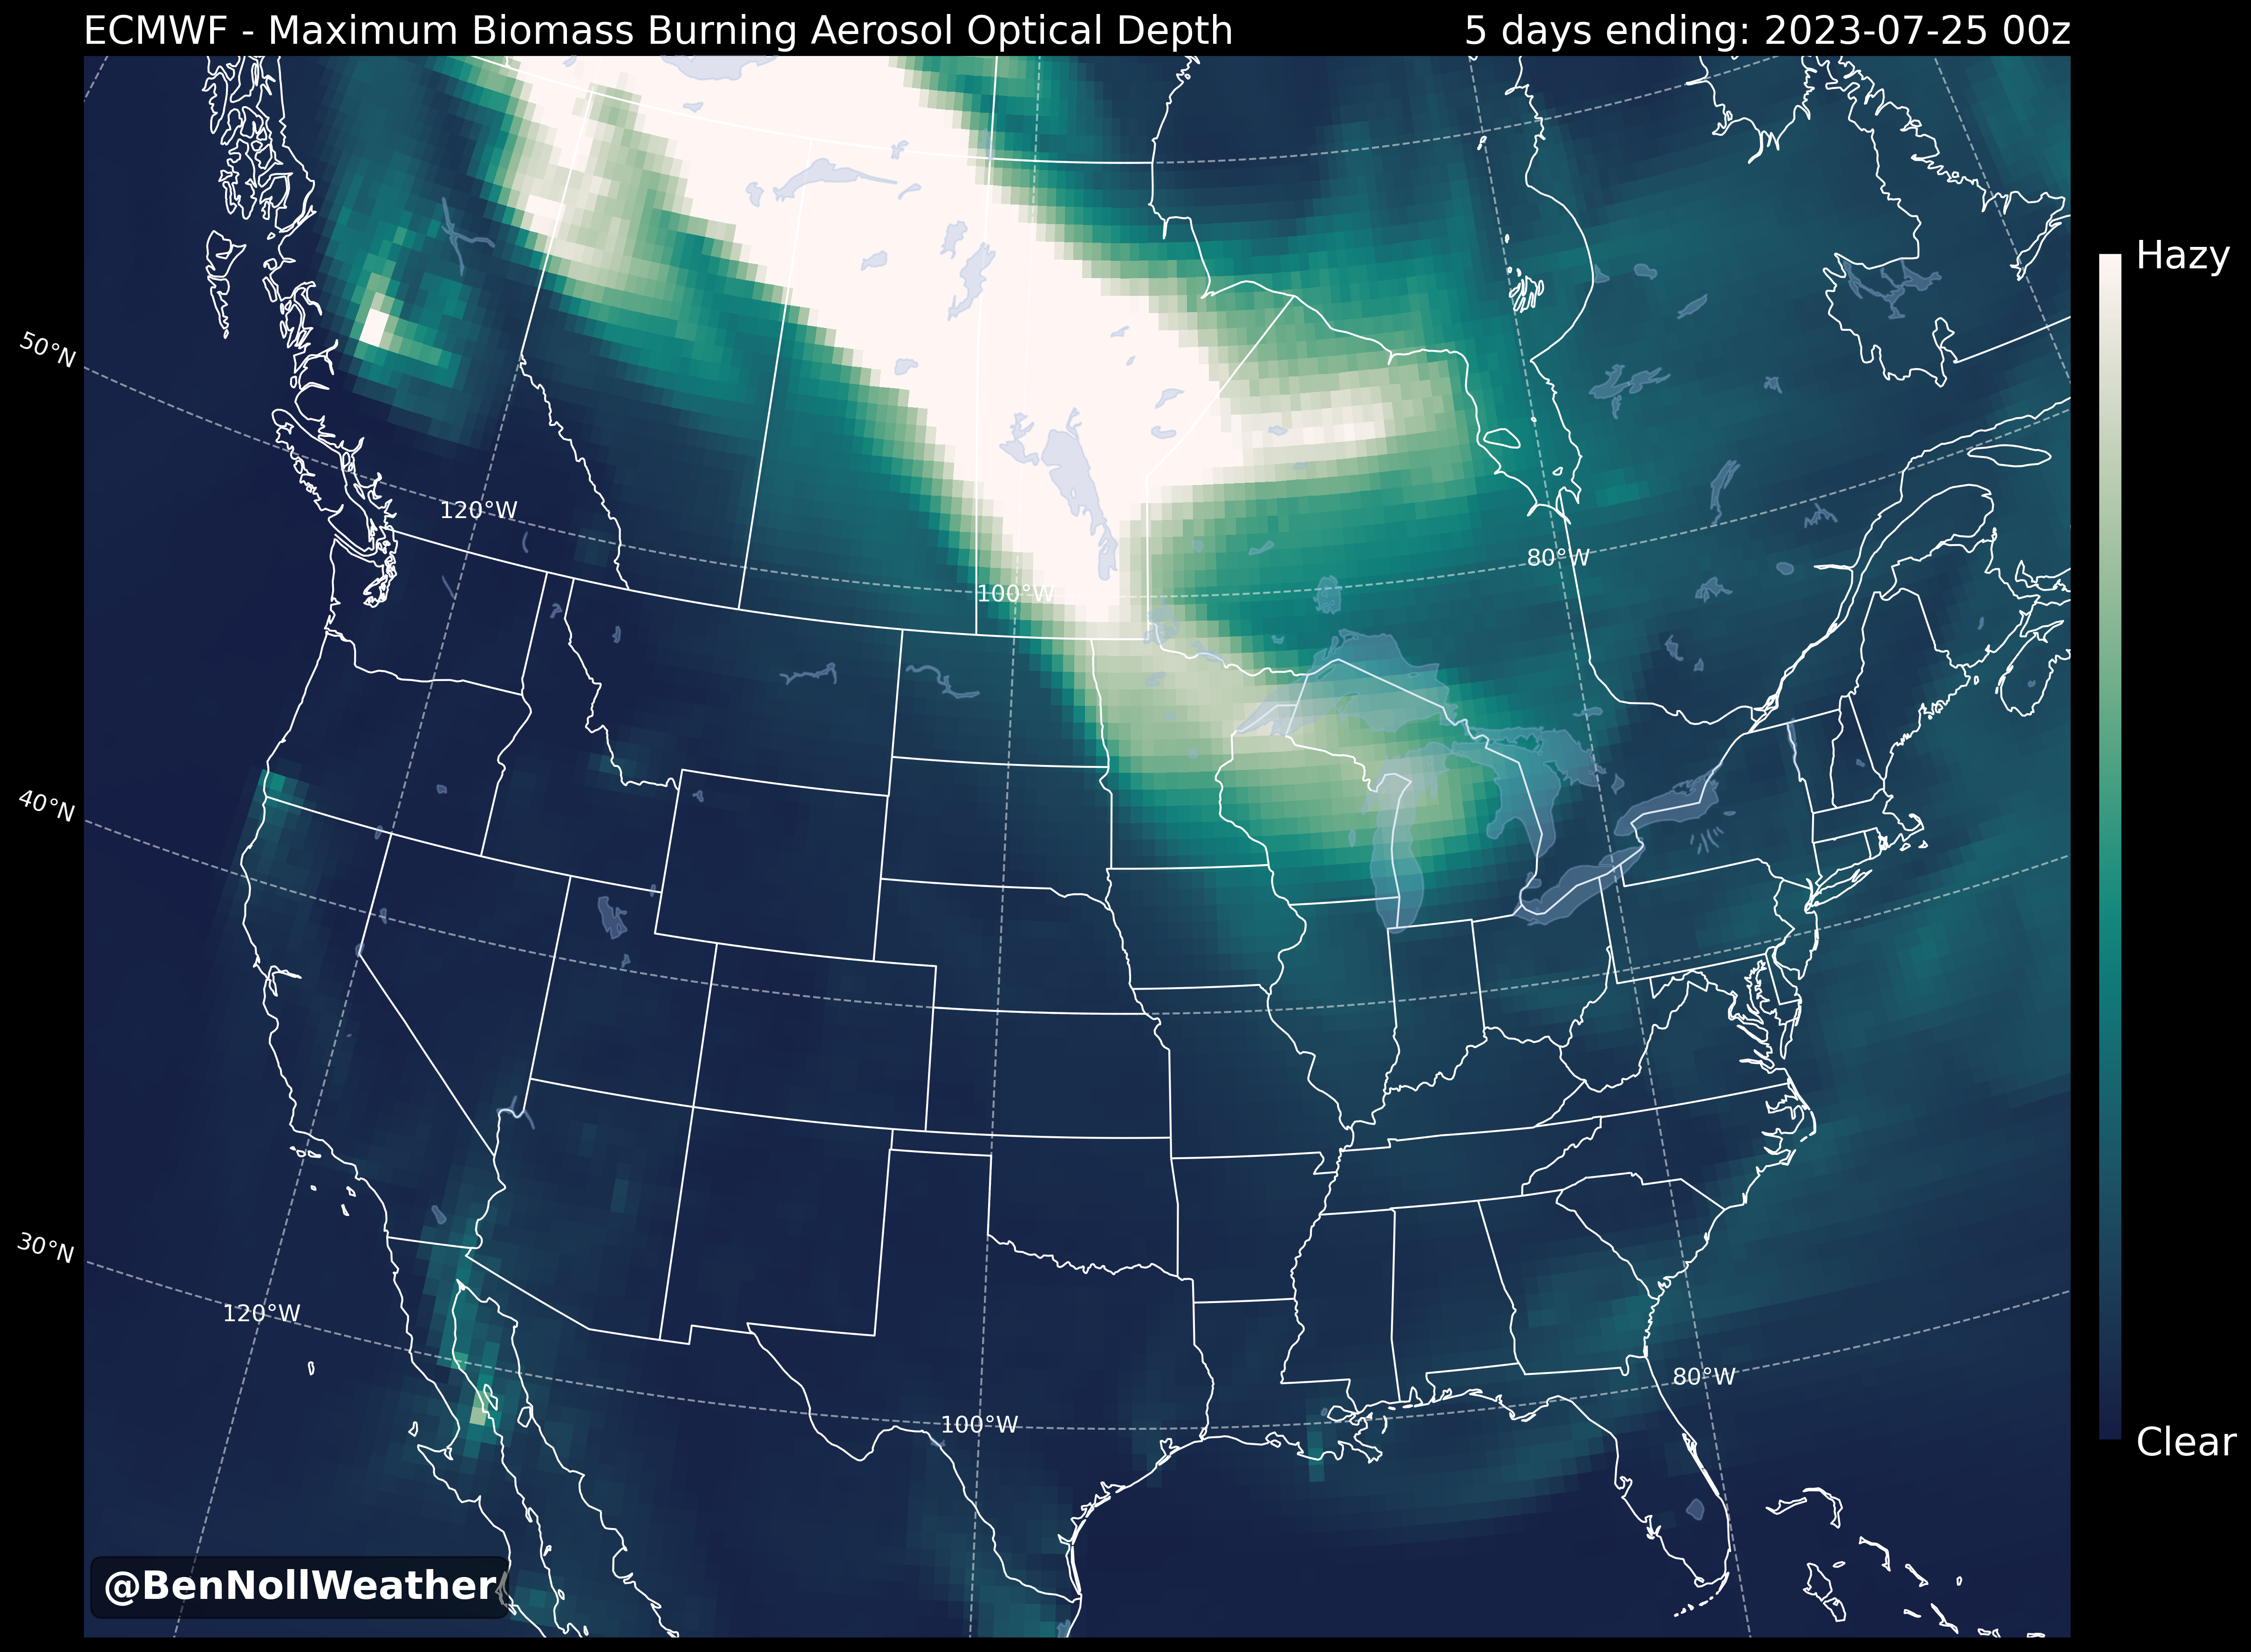 ECMWF - Maximum Biomass Burning Aerosol Optical Depth
5 days ending: 2023-07-25 00z
Hazy
50°N
120°W
80°W
100°W
40°N
30°N
120°W
80°W
100°W
Clear
@BenNollWeather